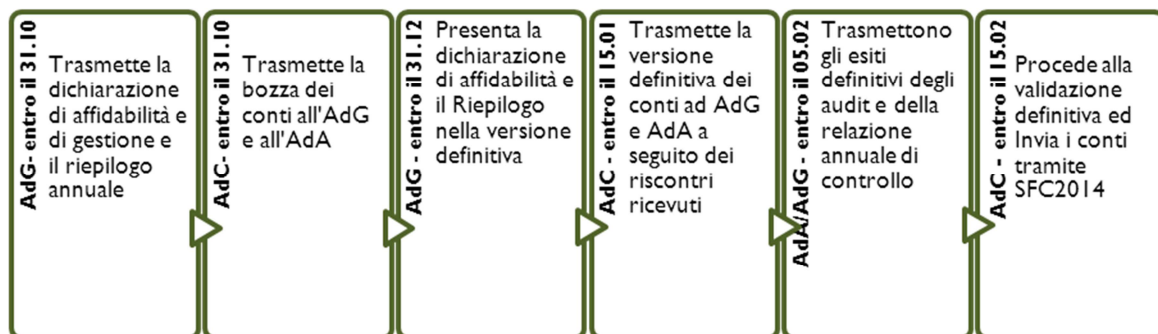 AdG- entro il 31.10
Trasmette la
dichiarazione
di affidabilità e
di gestione e
il riepilogo
annuale
AdC- entro il 31.10
Trasmette la
bozza dei
conti all'AdG
e all'AdA
AdG - entro il 31.12
Presenta la
dichiarazione
di affidabilità e
il Riepilogo
nella versione
definitiva
AdC - entro il 15.01
Trasmette la
versione
definitiva dei
conti ad AdG
e AdA a
seguito dei
riscontri
ricevuti
AdA/AdG - entro il 05.02
Trasmettono
gli esiti
definitivi degli
audit e della
relazione
annuale di
controllo
AdC - entro il 15.02
Procede alla
validazione
definitiva ed
Invia i conti
tramite
SFC2014